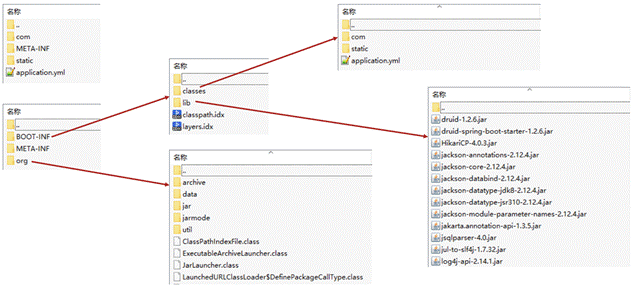 名称
..
com
META-INF
static
application.yml
名称
..
BOOT-INF
META-INF
org
名称
..
classes
lib
classpath.idx
layers.idx
名称
..
archive
data
jar
jarmode
util
ClassPathIndexFile.class
ExecutableArchiveLauncher.class
JarLauncher.class
LaunchedURLClassLoader$DefinePackageCallType.class
名称
..
com
static
application.yml
名称
..
druid-1.2.6.jar
druid-spring-boot-starter-1.2.6.jar
HikariCP-4.0.3.jar
jackson-annotations-2.12.4.jar
jackson-core-2.12.4.jar
jackson-databind-2.12.4.jar
jackson-datatype-jdk8-2.12.4.jar
jackson-datatype-jsr310-2.12.4.jar
jackson-module-parameter-names-2.12.4.jar
jakarta.annotation-api-1.3.5.jar
jsqlparser-4.0.jar
jul-to-slf4j-1.7.32.jar
log4j-api-2.14.1.jar